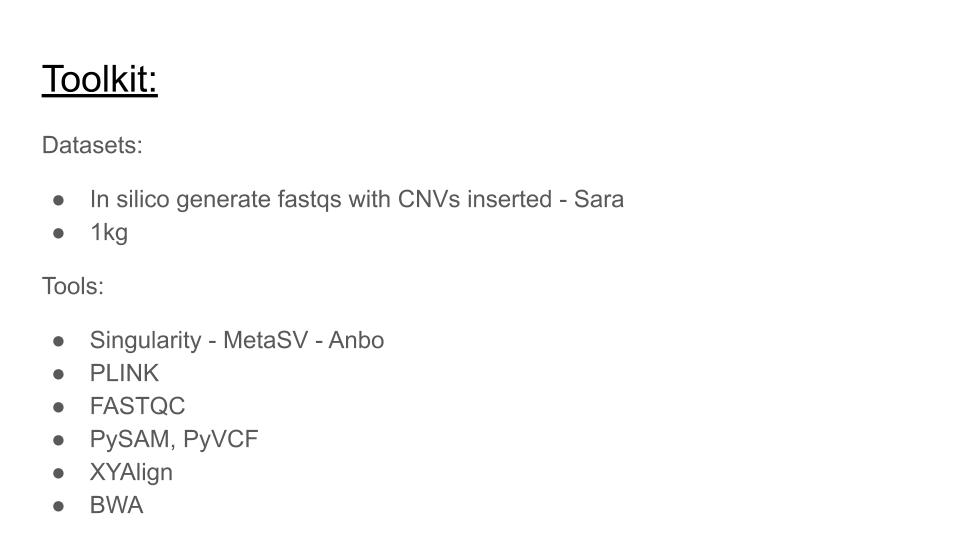 Toolkit:
Datasets:
● In silico generate fastqs with CNVs inserted - Sara
● 1kg
Tools:
● Singularity - MetaSV - Anbo
● PLINK
● FASTQC
● PySAM, PyVCF
● XYAlign
● BWA